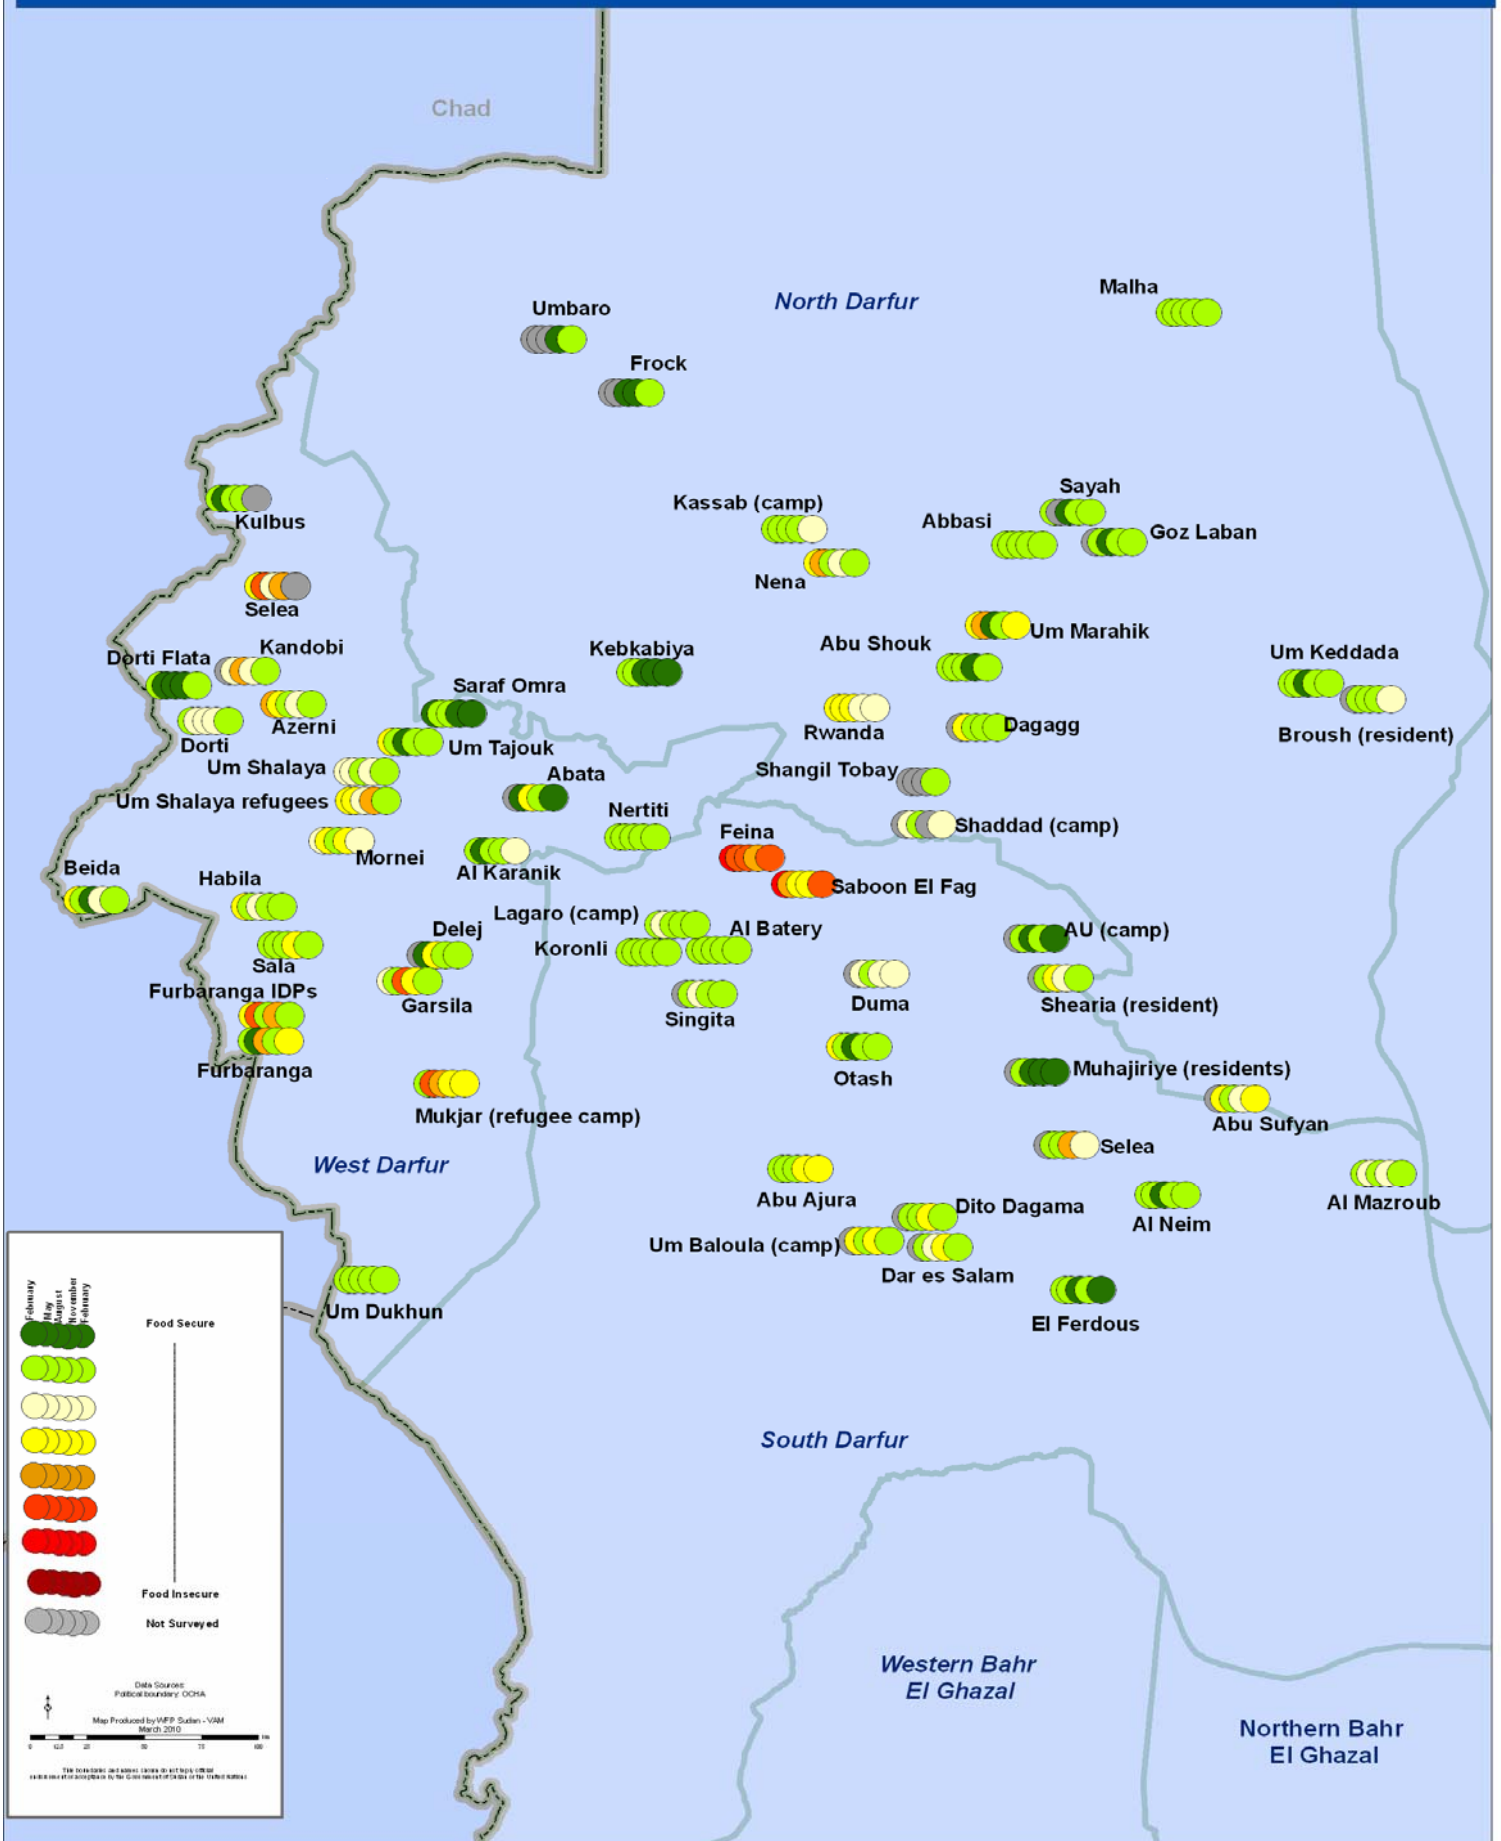 Chad
North Darfur
Malha
Umbaro
Frock
Sayah
Kassab (camp)
Abbasi
Goz Laban
Kulbus
Nena
Selea
Kandobi
Dorti Flata
Kebkabiya
Abu Shouk
Um Marahik
Um Keddada
Saraf Omra
Azerni
Dorti
Rwanda
Dagagg
Broush (resident)
Um Tajouk
Um Shalaya
Abata
Shangil Tobay
Um Shalaya refugees
Nertiti
Feina
Shaddad (camp)
Mornei
Al Karanik
Beida
Habila
Saboon El Fag
Lagaro (camp)
Delej
Al Batery
AU (camp)
Koronli
Sala
Furbaranga IDPs
Garsila
Singita
Duma
Shearia (resident)
Furbaranga
Otash
Muhajiriye (residents)
Mukjar (refugee camp)
Abu Sufyan
Selea
West Darfur
Abu Ajura
Dito Dagama
Al Neim
Al Mazroub
Um Baloula (camp)
Dar es Salam
Um Dukhun
El Ferdous
South Darfur
Western Bahr
El Ghazal
Northern Bahr
El Ghazal
February
May
August
November
February
Food Secure
Food Insecure
Not Surveyed
Data Sources:
Political boundary: OCHA
Map Produced by WFP Sudan - VAM
March 2010